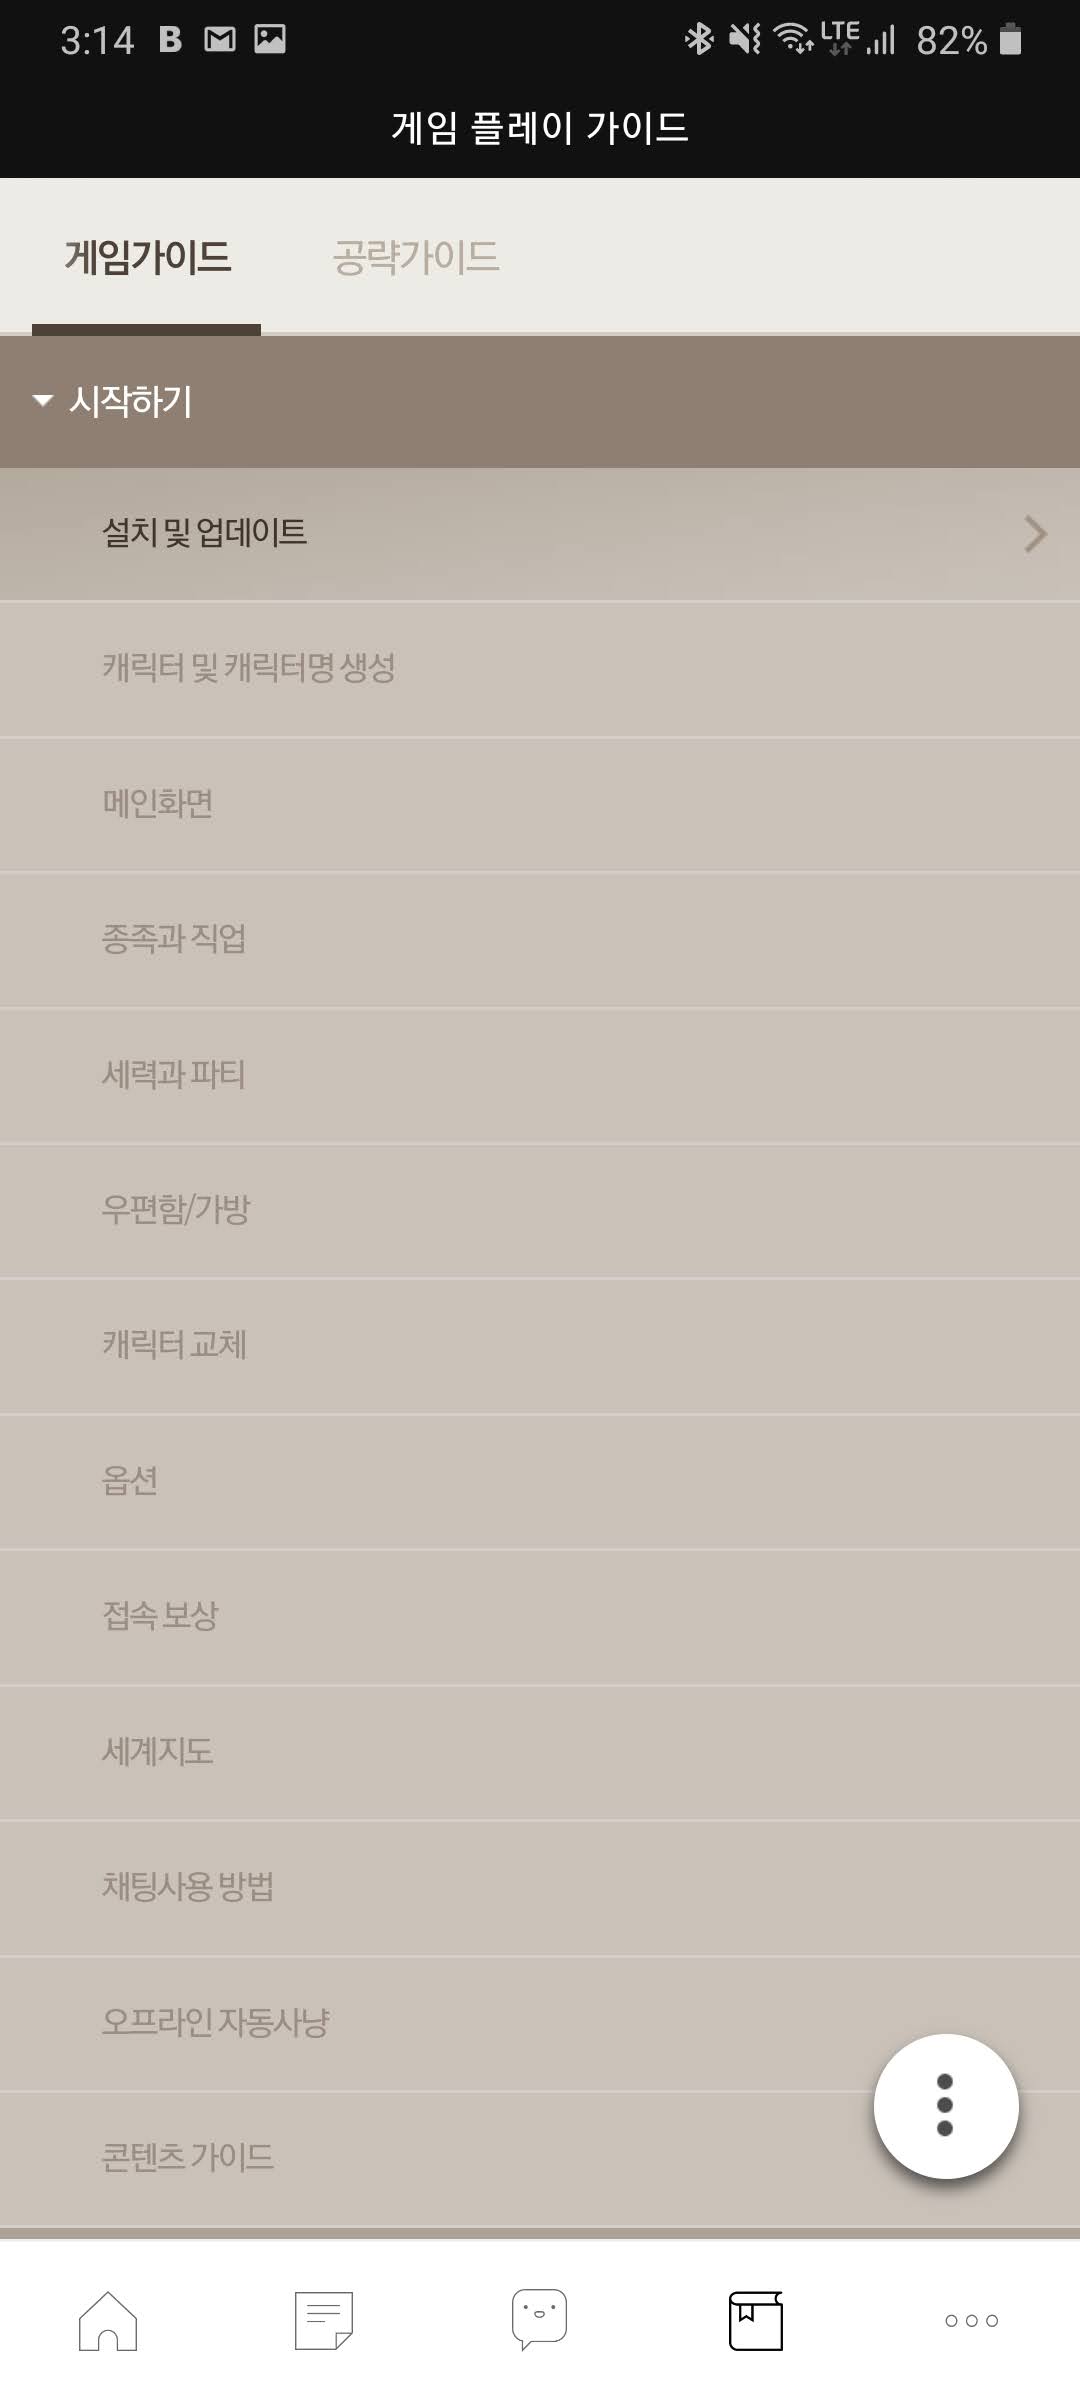 3:14 B LTE 82%
게임 플레이 가이드
게임가이드 공략가이드
시작하기
설치 및 업데이트
캐릭터 및 캐릭터명 생성
메인화면
종족과 직업
세력과 파티
우편함/가방
캐릭터 교체
옵션
접속 보상
세계지도
채팅사용 방법
오프라인 자동사냥
콘텐츠 가이드